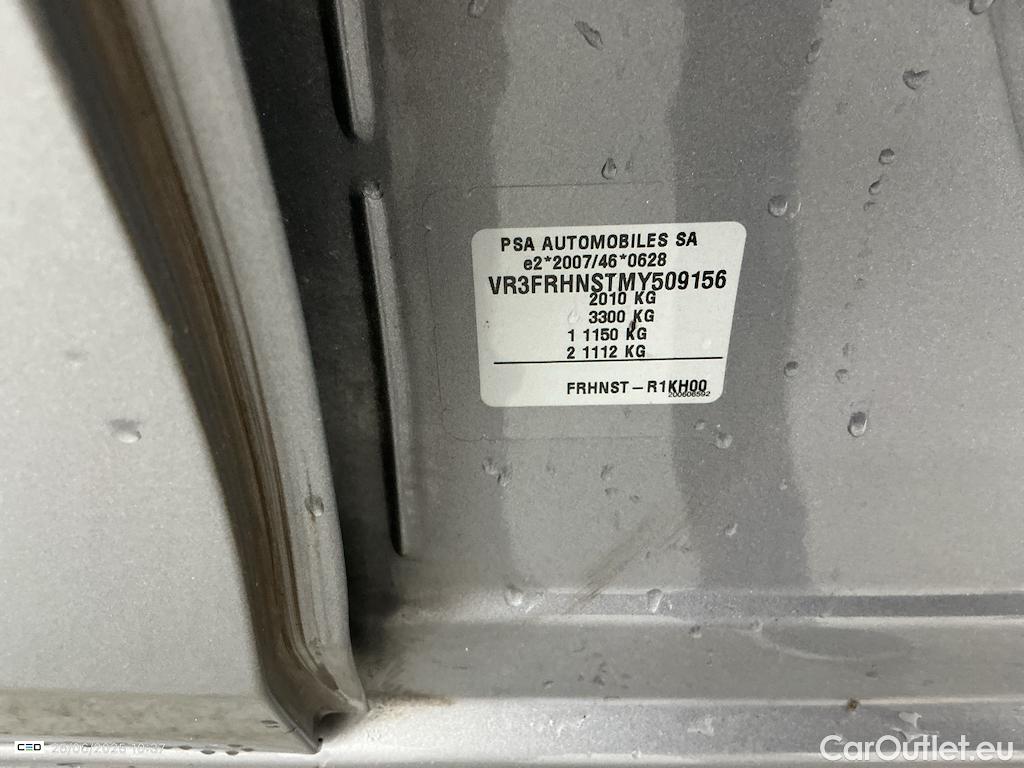 PSA AUTOMOBILES SA
e2*2007/46*0628
VR3FRHNSTMY509156
2010 KG
3300 KG
1 1150 KG
2 1112 KG
FRHNST – R1KH00
200606592
CarOutlet.eu